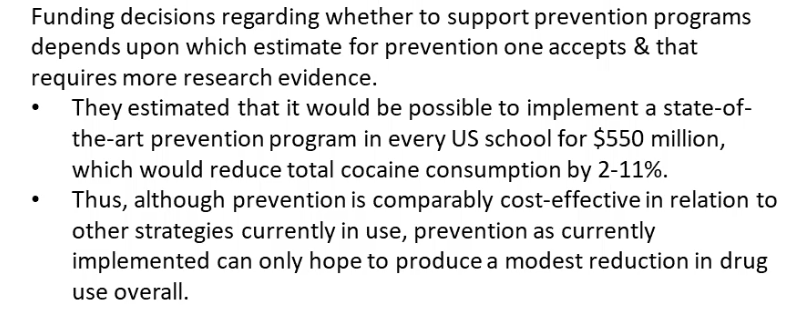 Funding decisions regarding whether to support prevention programs
depends upon which estimate for prevention one accepts & that
requires more research evidence.
• They estimated that it would be possible to implement a state-of-
the-art prevention program in every US school for $550 million,
which would reduce total cocaine consumption by 2-11%.
• Thus, although prevention is comparably cost-effective in relation to
other strategies currently in use, prevention as currently
implemented can only hope to produce a modest reduction in drug
use overall.